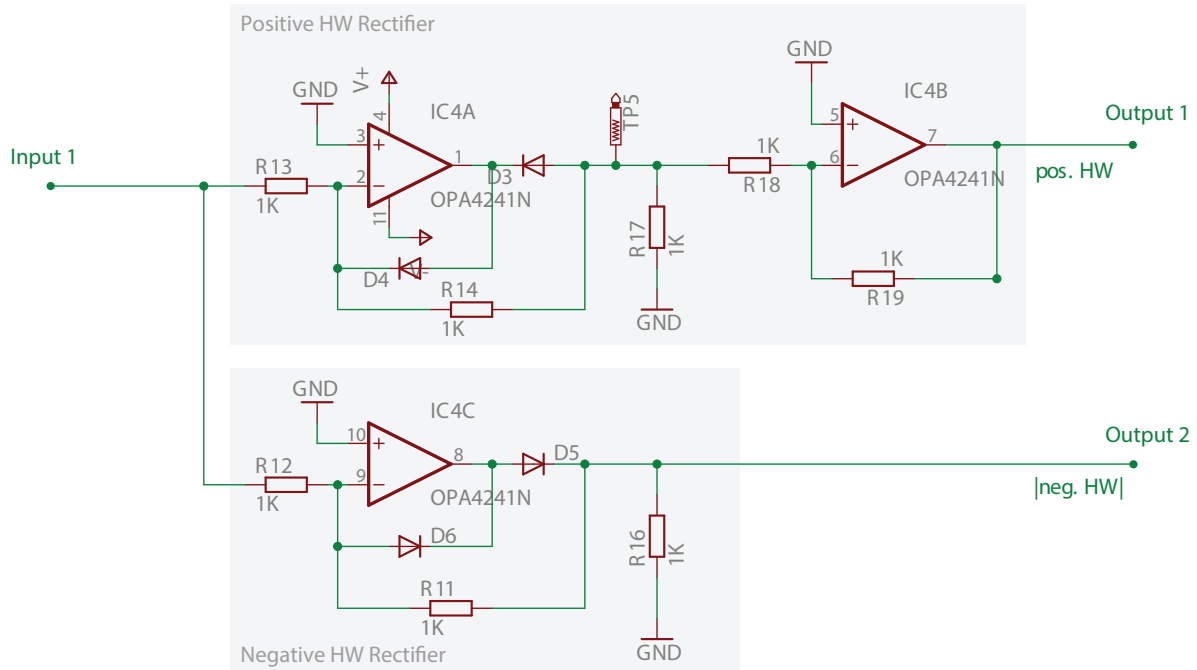 Positive HW Rectifier
GND
V+
IC4A
4
3
+
2
−
1
11
OPA4241N
V-
Input 1
R13
1K
D3
D4
R14
1K
TP5
R17
1K
GND
1K
R18
GND
IC4B
5
+
6
−
7
OPA4241N
1K
R19
Output 1
pos. HW
GND
IC4C
10
+
9
−
8
OPA4241N
R12
1K
D5
D6
R11
1K
R16
1K
GND
Output 2
|neg. HW|
Negative HW Rectifier